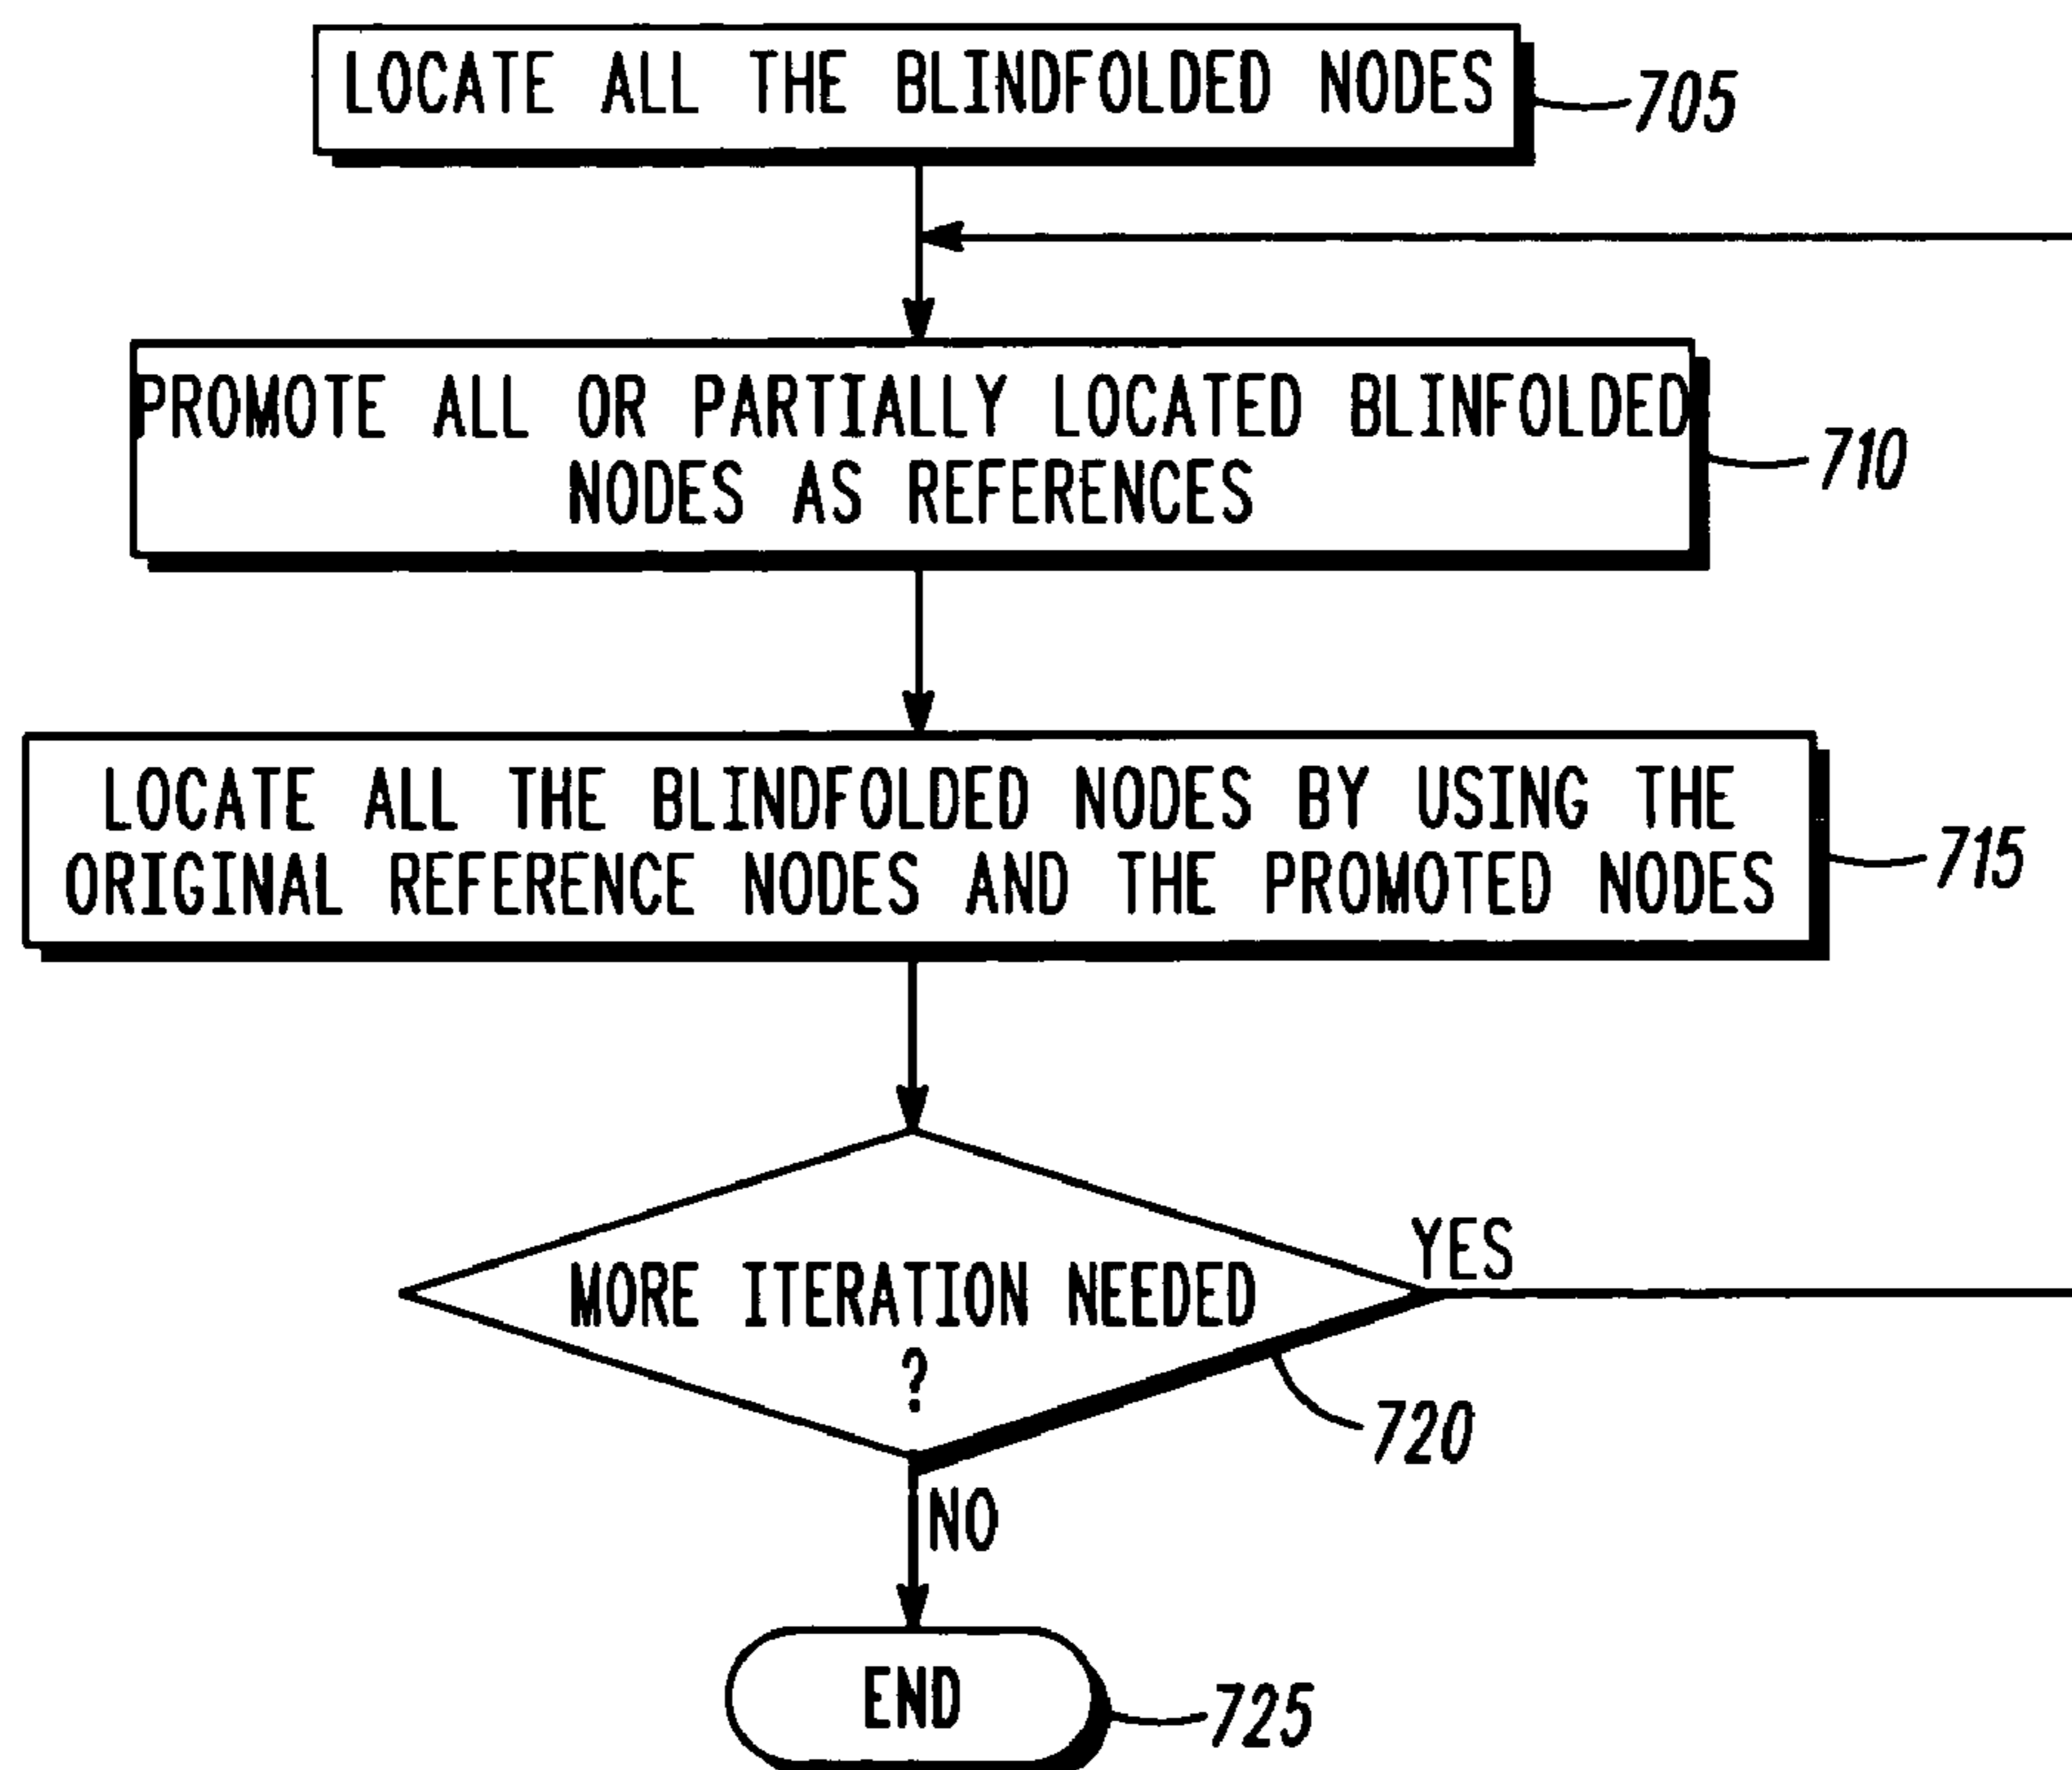 LOCATE ALL THE BLINDFOLDED NODES
705
PROMOTE ALL OR PARTIALLY LOCATED BLINFOLDED
NODES AS REFERENCES
710
LOCATE ALL THE BLINDFOLDED NODES BY USING THE
ORIGINAL REFERENCE NODES AND THE PROMOTED NODES
715
YES
MORE ITERATION NEEDED
?
720
NO
END
725